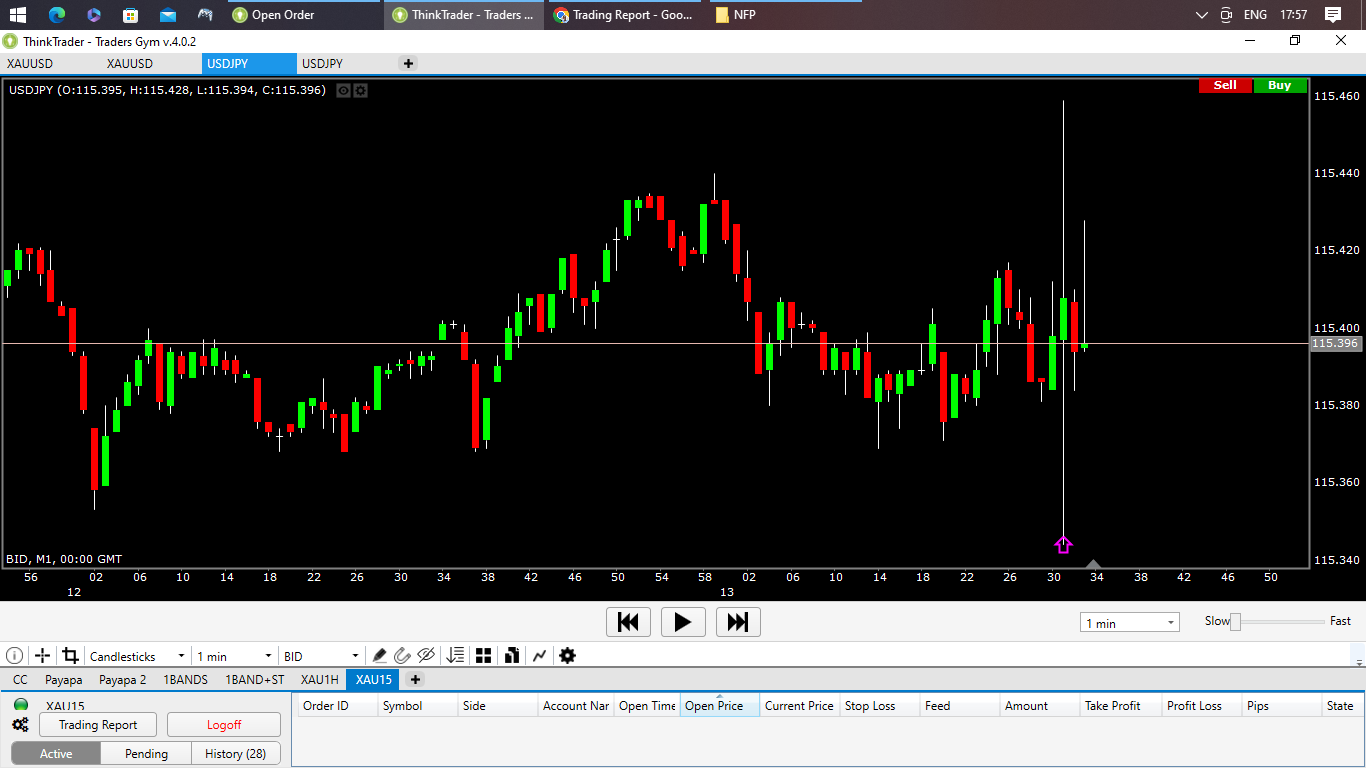 Open Order
ThinkTrader - Traders ...
Trading Report - Goo...
NFP
ENG
17:57
ThinkTrader - Traders Gym v.4.0.2
XAUUSD
XAUUSD
USDJPY
USDJPY
USDJPY (O:115.395, H:115.428, L:115.394, C:115.396)
Sell
Buy
115.460
115.440
115.420
115.400
115.396
115.380
115.360
115.340
BID, M1, 00:00 GMT
56 02 06 10 14 18 22 26 30 34 38 42 46 50 54 58 02 06 10 14 18 22 26 30 34 38 42 46 50
12 13
1 min
Slow
Fast
Candlesticks
1 min
BID
CC
Payapa
Payapa 2
1BANDS
1BAND+ST
XAU1H
XAU15
XAU15
Trading Report
Logoff
Active
Pending
History (28)
Order ID
Symbol
Side
Account Nar
Open Time
Open Price
Current Price
Stop Loss
Feed
Amount
Take Profit
Profit Loss
Pips
State